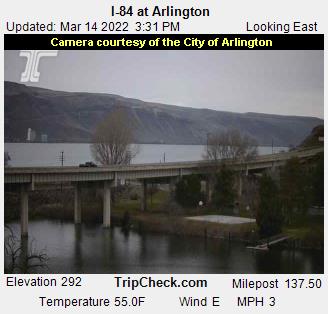 I-84 at Arlington
Updated: Mar 14 2022 3:31 PM Looking East
Camera courtesy of the City of Arlington
Elevation 292 TripCheck.com Milepost 137.50
Temperature 55.0F Wind E MPH 3